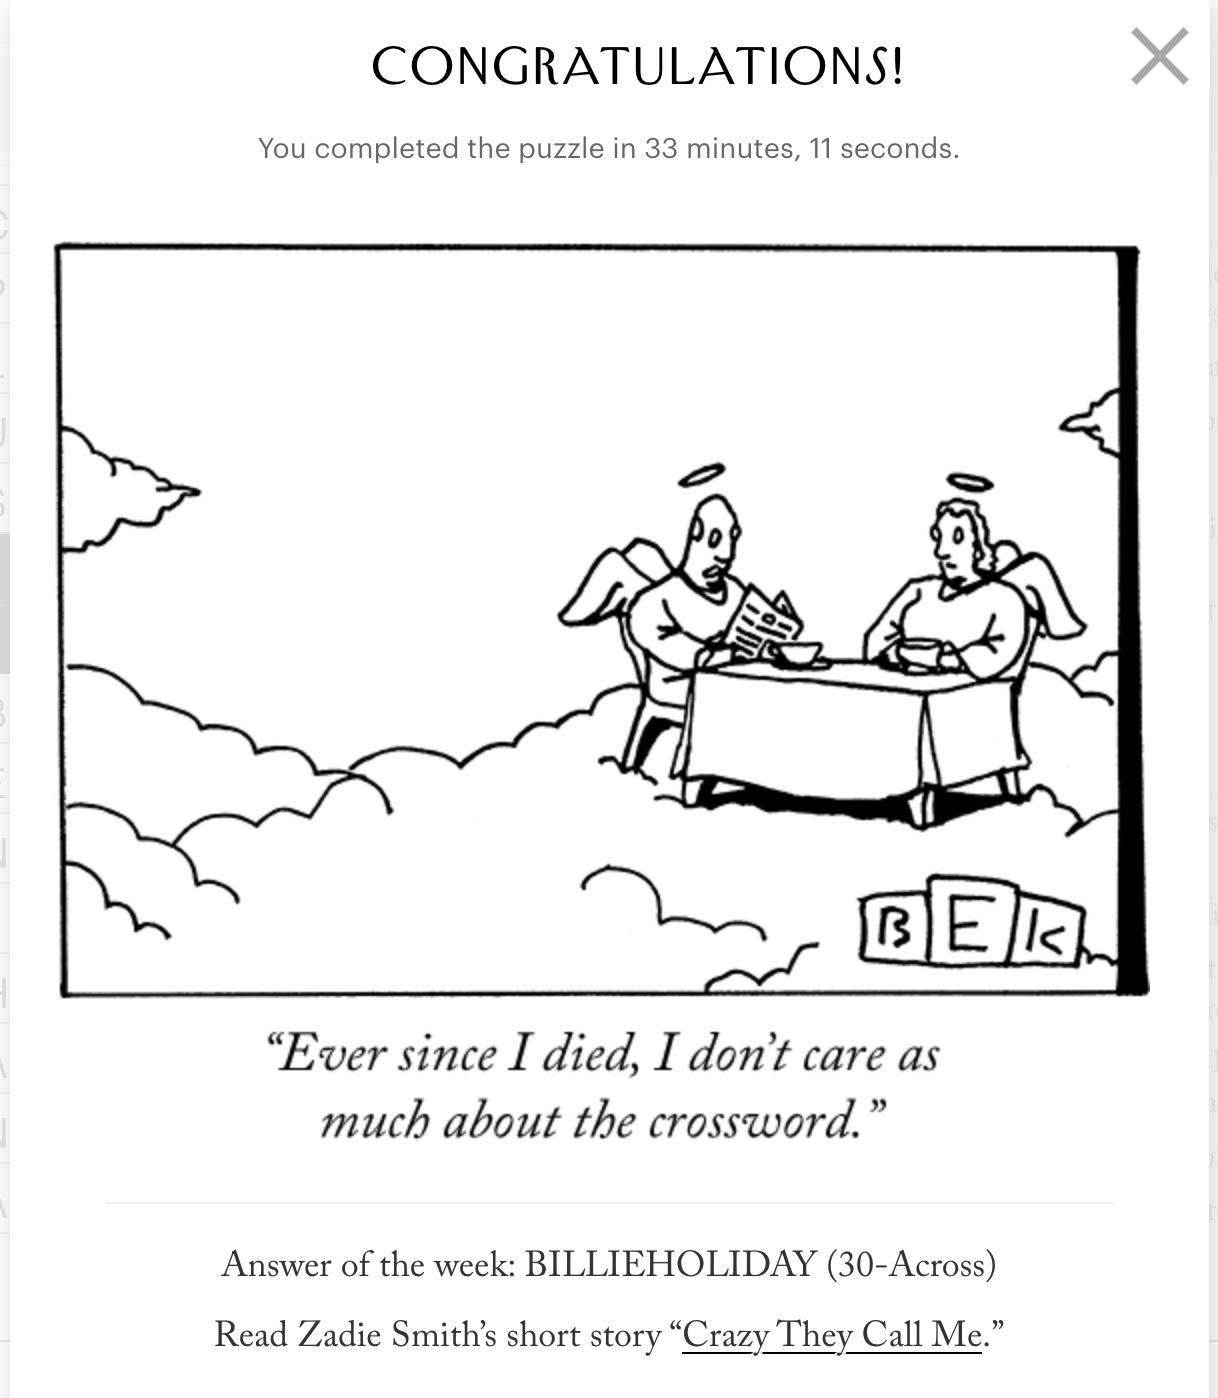 CONGRATULATIONS!
You completed the puzzle in 33 minutes, 11 seconds.
BEK
“Ever since I died, I don’t care as
much about the crossword.”
Answer of the week: BILLIEHOLIDAY (30-Across)
Read Zadie Smith’s short story “Crazy They Call Me.”